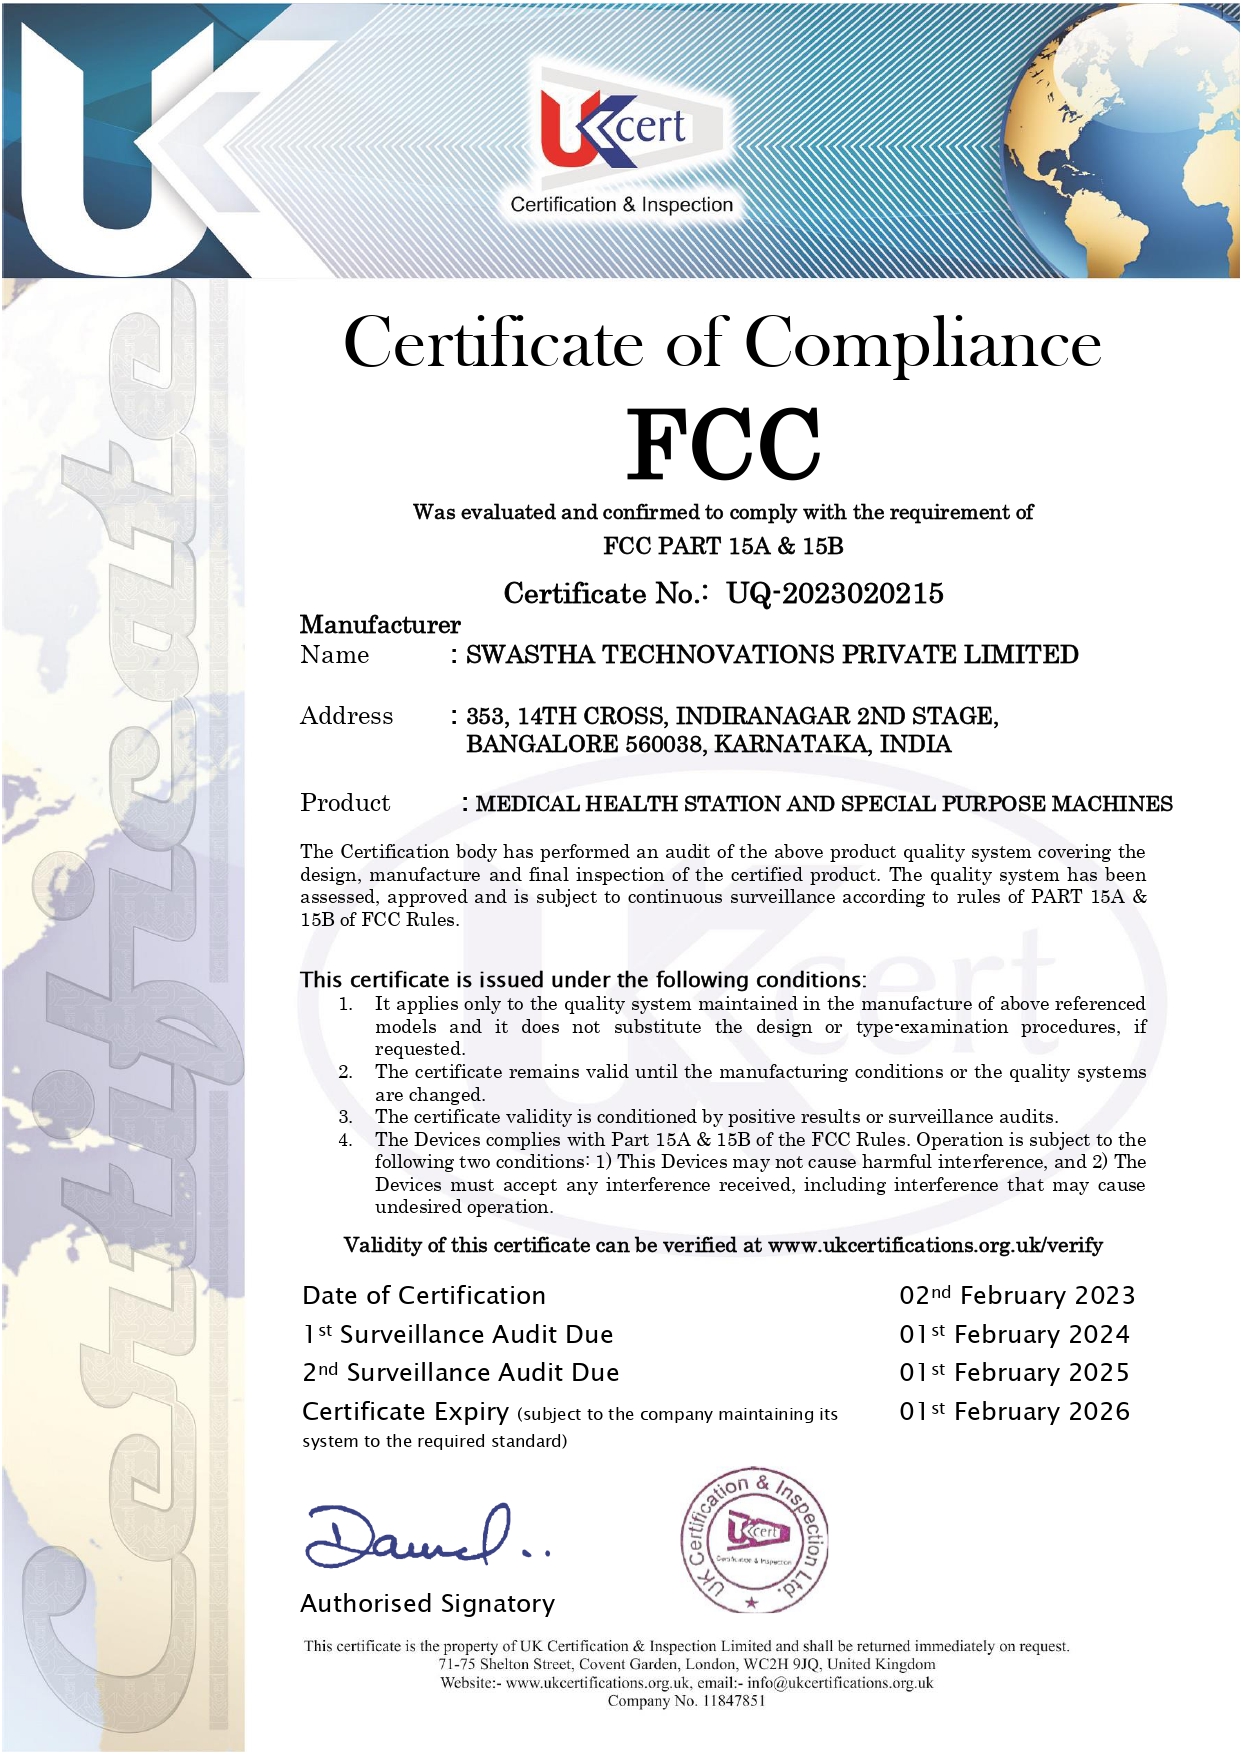 UK
UKcert
Certification & Inspection
Certificate
Certificate of Compliance
FCC
Was evaluated and confirmed to comply with the requirement of
FCC PART 15A & 15B
Certificate No.: UQ-2023020215
Manufacturer
Name : SWASTHA TECHNOVATIONS PRIVATE LIMITED
Address : 353, 14TH CROSS, INDIRANAGAR 2ND STAGE,
BANGALORE 560038, KARNATAKA, INDIA
Product : MEDICAL HEALTH STATION AND SPECIAL PURPOSE MACHINES
The Certification body has performed an audit of the above product quality system covering the
design, manufacture and final inspection of the certified product. The quality system has been
assessed, approved and is subject to continuous surveillance according to rules of PART 15A &
15B of FCC Rules.
UKcert
This certificate is issued under the following conditions:
1. It applies only to the quality system maintained in the manufacture of above referenced
models and it does not substitute the design or type-examination procedures, if
requested.
2. The certificate remains valid until the manufacturing conditions or the quality systems
are changed.
3. The certificate validity is conditioned by positive results or surveillance audits.
4. The Devices complies with Part 15A & 15B of the FCC Rules. Operation is subject to the
following two conditions: 1) This Devices may not cause harmful interference, and 2) The
Devices must accept any interference received, including interference that may cause
undesired operation.
Validity of this certificate can be verified at www.ukcertifications.org.uk/verify
Date of Certification 02nd February 2023
1st Surveillance Audit Due 01st February 2024
2nd Surveillance Audit Due 01st February 2025
Certificate Expiry (subject to the company maintaining its 01st February 2026
system to the required standard)
UK Certification & Inspection Ltd.
UKcert
Certification & Inspection
Authorised Signatory
This certificate is the property of UK Certification & Inspection Limited and shall be returned immediately on request.
71-75 Shelton Street, Covent Garden, London, WC2H 9JQ, United Kingdom
Website:- www.ukcertifications.org.uk, email:- info@ukcertifications.org.uk
Company No. 11847851